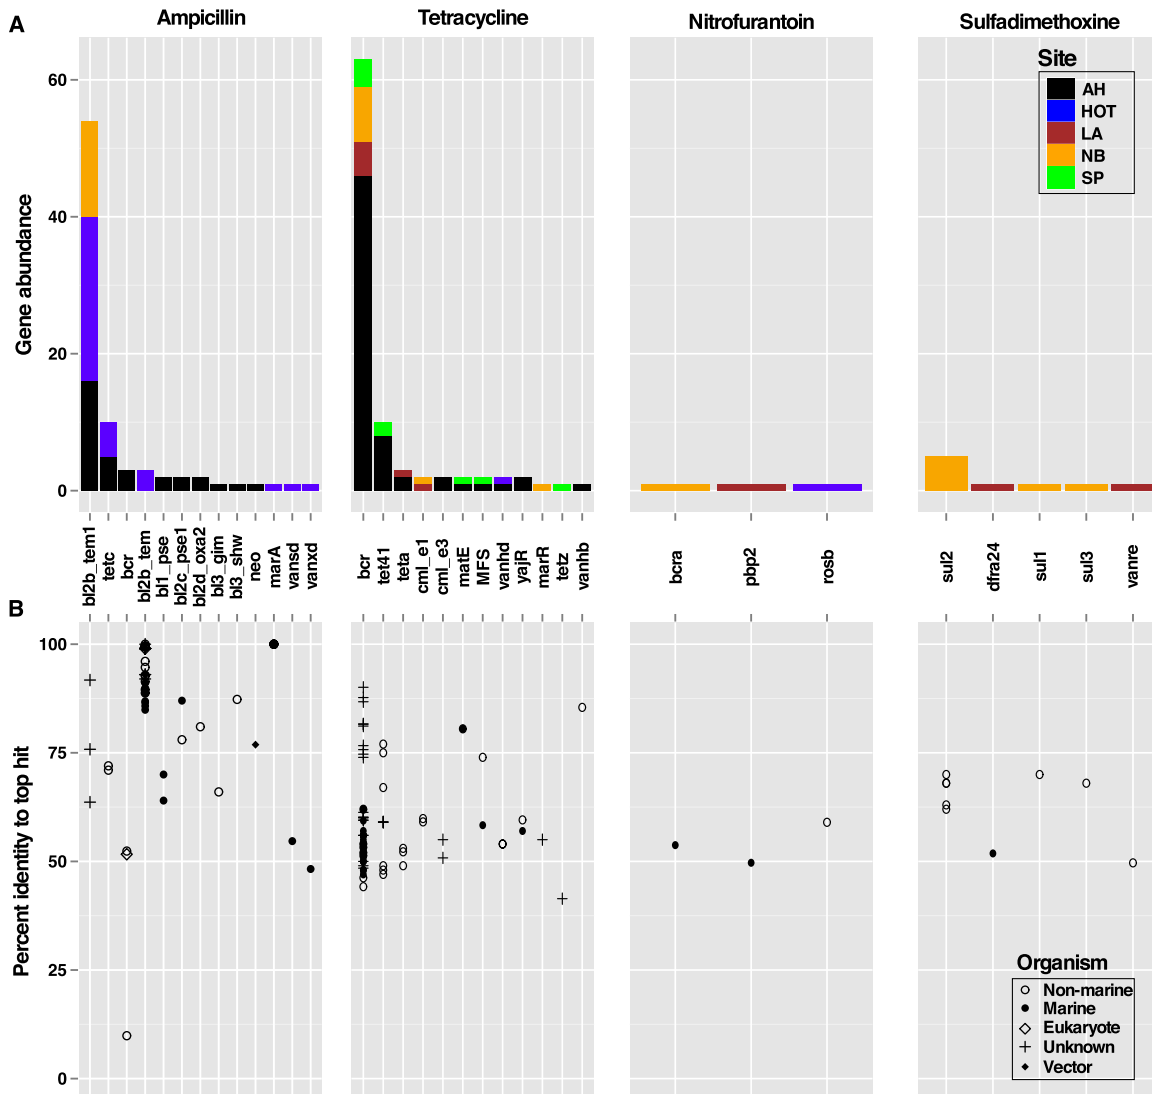 A
Ampicillin
Tetracycline
Nitrofurantoin
Sulfadimethoxine
Site
AH
HOT
LA
NB
SP
Gene abundance
60
40
20
0
bl2b_tem1
tetc
bcr
bl2b_tem
bl1_pse
bl2c_pse1
bl2d_oxa2
bl3_gim
bl3_shw
neo
marA
vansd
vanxd
bcr
tet41
teta
cml_e1
cml_e3
matE
MFS
vanhd
yajR
marR
tetz
vanhb
bcra
pbp2
rosb
sul2
dfra24
sul1
sul3
vanre
B
Percent identity to top hit
100
75
50
25
0
Organism
Non-marine
Marine
Eukaryote
Unknown
Vector